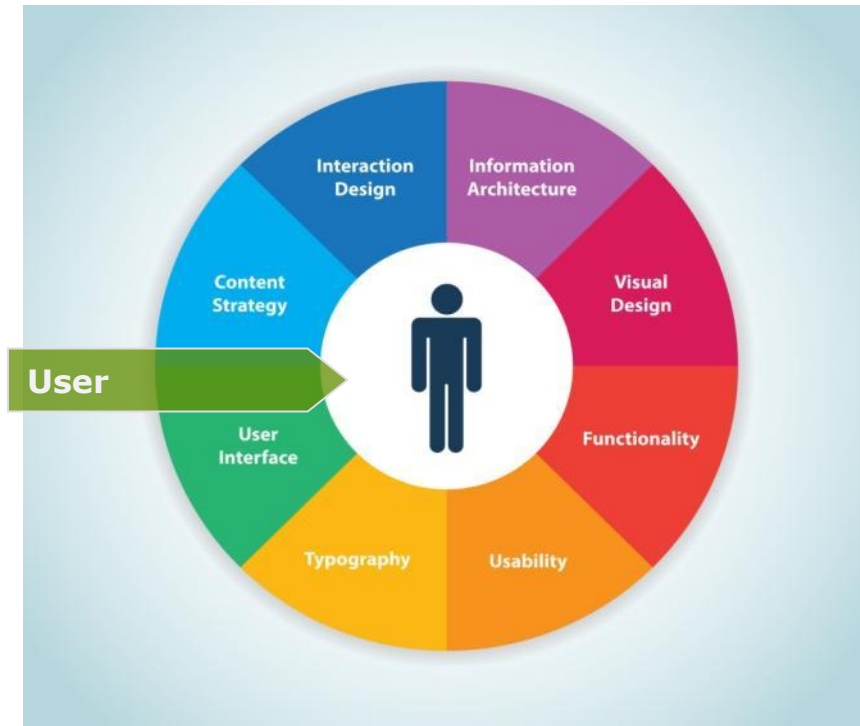 Interaction
Design
Information
Architecture
Content
Strategy
Visual
Design
User
User
Interface
Functionality
Typography
Usability